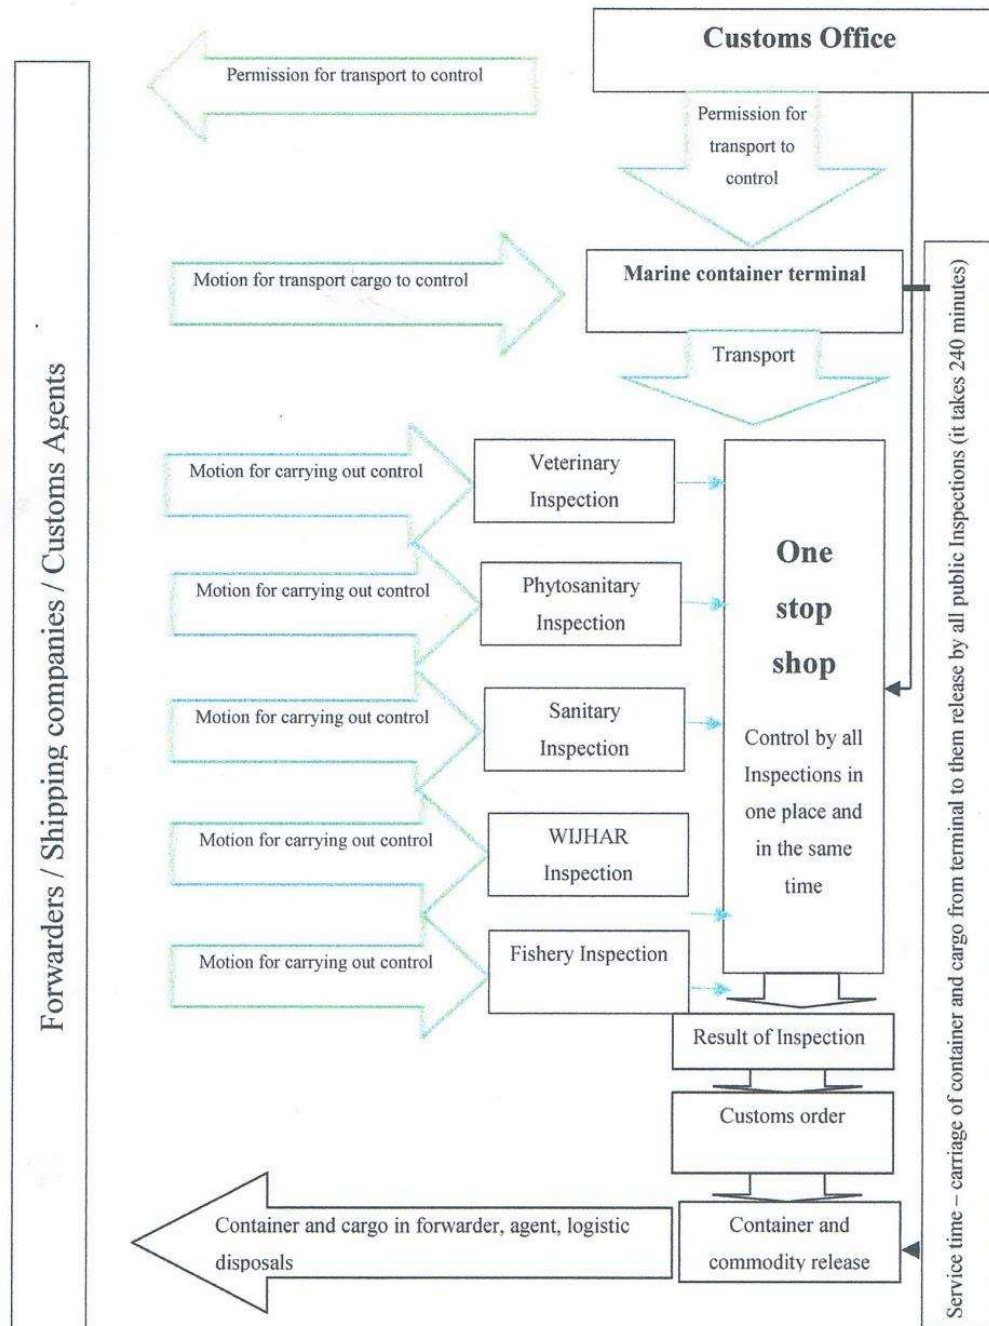 Customs Office
Permission for transport to control
Permission for
transport to
control
Motion for transport cargo to control
Marine container terminal
Transport
Motion for carrying out control
Veterinary
Inspection
Motion for carrying out control
Phytosanitary
Inspection
Motion for carrying out control
Sanitary
Inspection
Motion for carrying out control
WIJHAR
Inspection
Motion for carrying out control
Fishery Inspection
One
stop
shop
Control by all
Inspections in
one place and
in the same
time
Result of Inspection
Customs order
Container and
commodity release
Container and cargo in forwarder, agent, logistic
disposals
Forwarders / Shipping companies / Customs Agents
Service time – carriage of container and cargo from terminal to them release by all public Inspections (it takes 240 minutes)